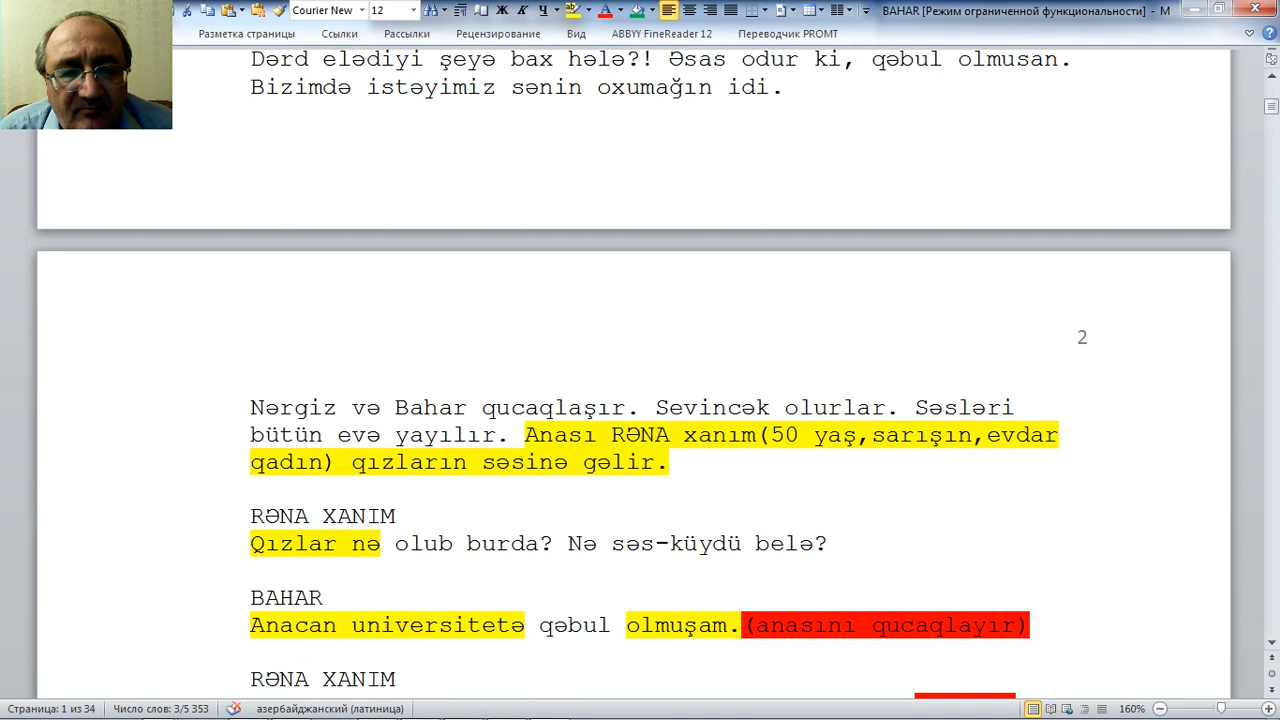 Courier New 12 Ж К Ч А BAHAR [Режим ограниченной функциональности] - M
Разметка страницы Ссылки Рассылки Рецензирование Вид ABBYY FineReader 12 Переводчик PROMT
Dərd elədiyi şeyə bax hələ?! Əsas odur ki, qəbul olmusan.
Bizimdə istəyimiz sənin oxumağın idi.
2
Nərgiz və Bahar qucaqlaşır. Sevincək olurlar. Səsləri
bütün evə yayılır. Anası RƏNA xanım(50 yaş,sarışın,evdar
qadın) qızların səsinə gəlir.
RƏNA XANIM
Qızlar nə olub burda? Nə səs-küydü belə?
BAHAR
Anacan universitetə qəbul olmuşam.(anasını qucaqlayır)
RƏNA XANIM
Страница: 1 из 34 Число слов: 3/5 353 азербайджанский (латиница) 160%